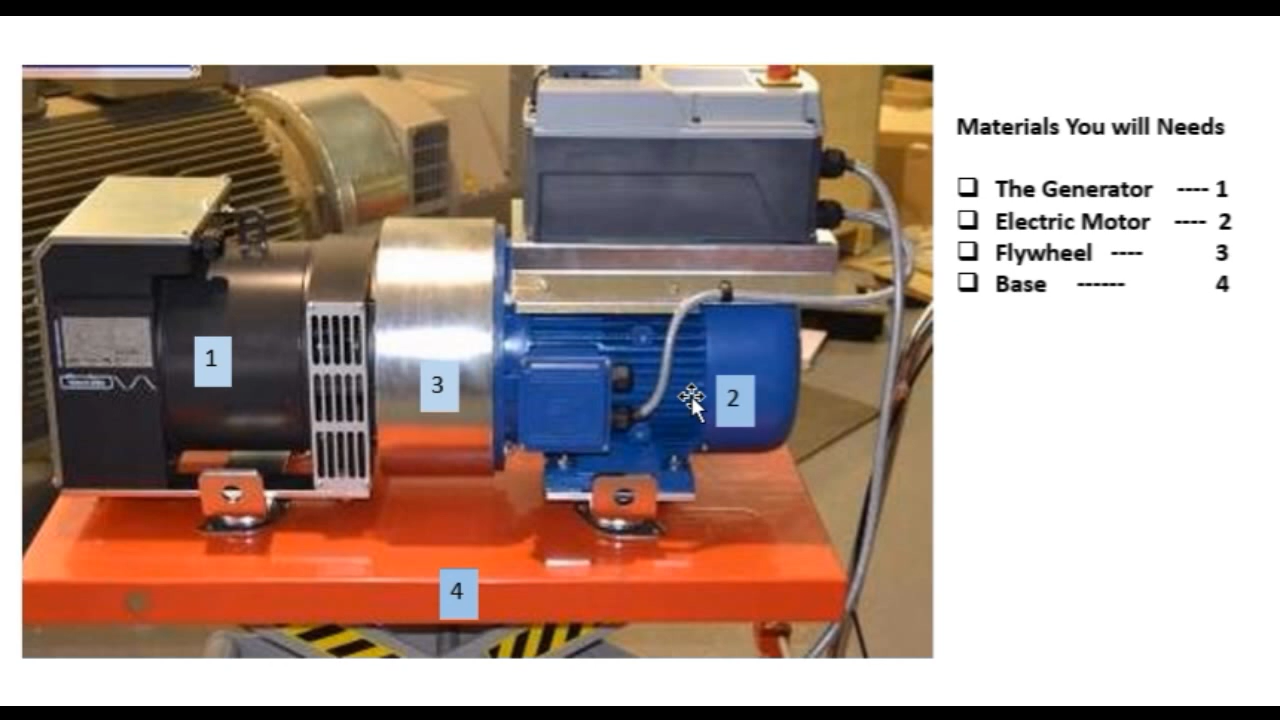 Materials You will Needs
❑ The Generator ---- 1
❑ Electric Motor ---- 2
❑ Flywheel ---- 3
❑ Base ------ 4
1
3
2
4